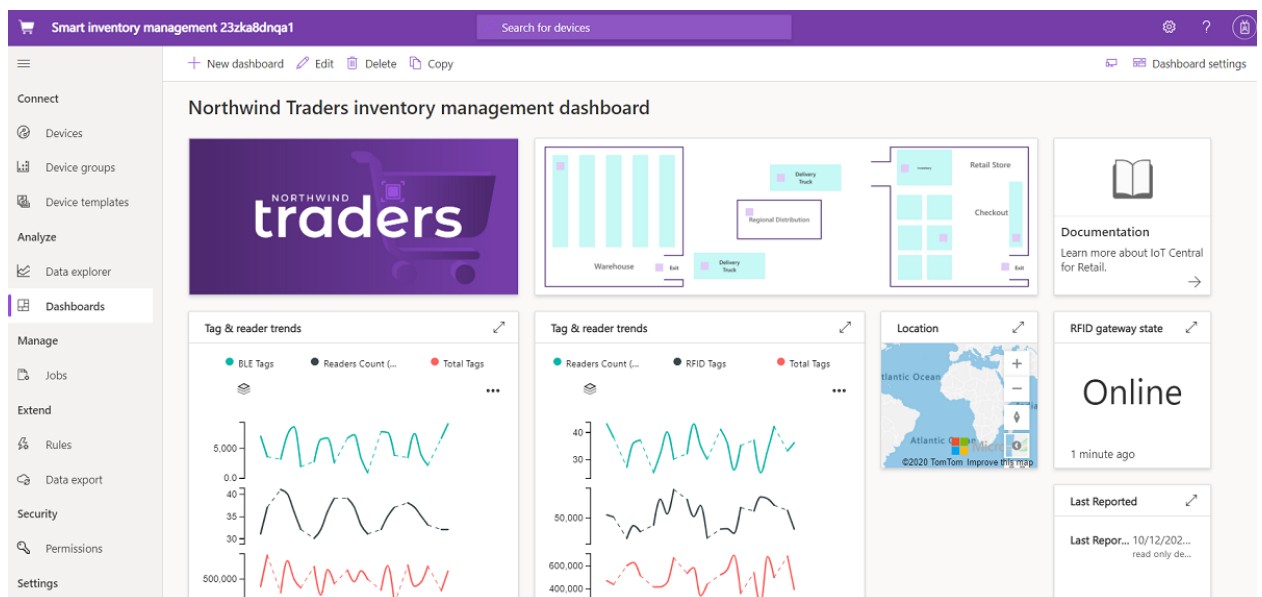 Smart inventory management 23zka8dnqa1
Search for devices
?
New dashboard
Edit
Delete
Copy
Dashboard settings
Connect
Devices
Device groups
Device templates
Analyze
Data explorer
Dashboards
Manage
Jobs
Extend
Rules
Data export
Security
Permissions
Settings
Northwind Traders inventory management dashboard
NORTHWIND
traders
Warehouse
Exit
Delivery
Truck
Regional Distribution
Delivery
Truck
Inventory
Retail Store
Checkout
Exit
Documentation
Learn more about IoT Central
for Retail.
Tag & reader trends
BLE Tags
Readers Count (...
Total Tags
5,000
0.0
40
35
30
500,000
Tag & reader trends
Readers Count (...
RFID Tags
Total Tags
40
30
50,000
600,000
400,000
Location
tlantic Ocean
Atlantic
©2020 TomTom Improve this map
RFID gateway state
Online
1 minute ago
Last Reported
Last Repor... 10/12/202...
read only de...